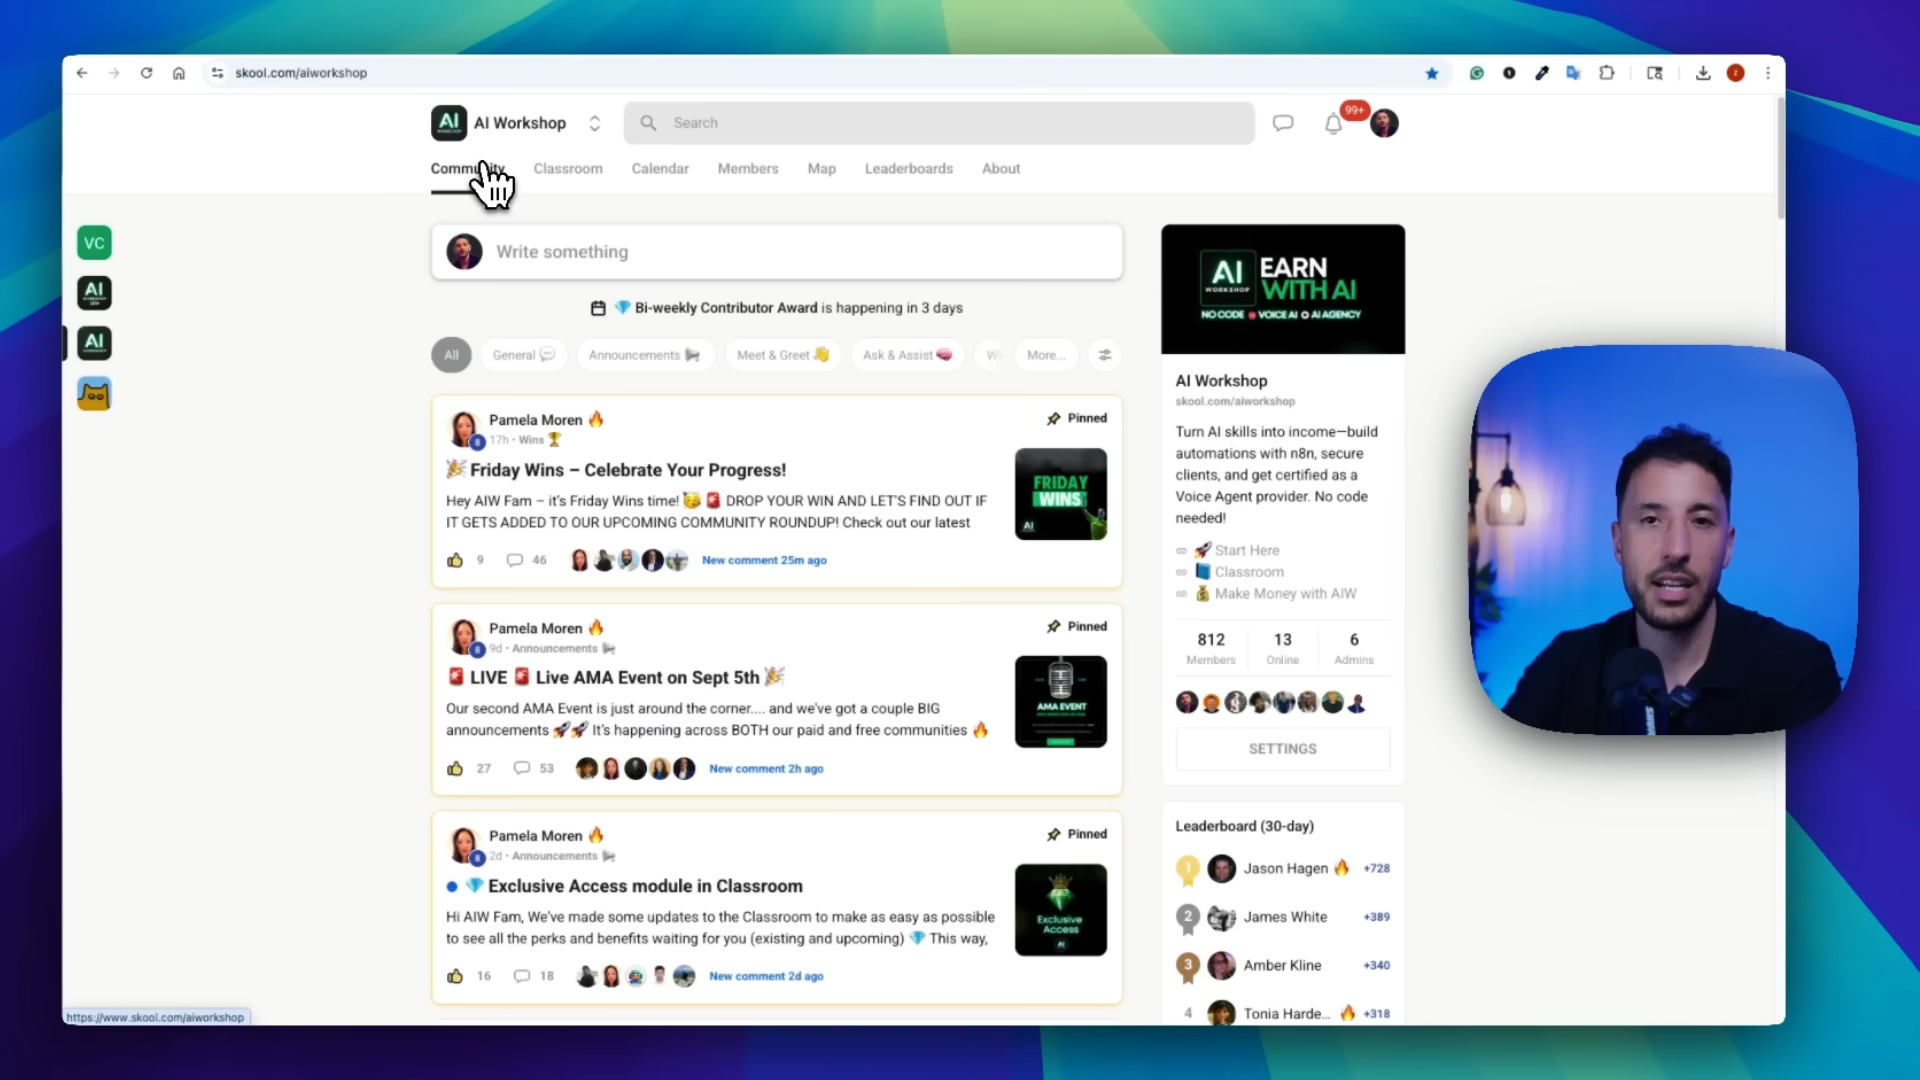 skool.com/aiworkshop
AI
AI Workshop
Search
99+
Community
Classroom
Calendar
Members
Map
Leaderboards
About
VC
AI
AI
Write something
Bi-weekly Contributor Award is happening in 3 days
All
General
Announcements
Meet & Greet
Ask & Assist
More...
Pamela Moren
Pinned
8
17h • Wins
Friday Wins – Celebrate Your Progress!
Hey AIW Fam – it's Friday Wins time! DROP YOUR WIN AND LET'S FIND OUT IF
IT GETS ADDED TO OUR UPCOMING COMMUNITY ROUNDUP! Check out our latest
FRIDAY
WINS
AI
9
46
New comment 25m ago
Pamela Moren
Pinned
8
9d • Announcements
LIVE Live AMA Event on Sept 5th
Our second AMA Event is just around the corner.... and we've got a couple BIG
announcements It's happening across BOTH our paid and free communities
AMA EVENT
27
53
New comment 2h ago
Pamela Moren
Pinned
8
2d • Announcements
Exclusive Access module in Classroom
Hi AIW Fam, We've made some updates to the Classroom to make as easy as possible
to see all the perks and benefits waiting for you (existing and upcoming) This way,
Exclusive
Access
AI
16
18
New comment 2d ago
AI
WORKSHOP
EARN
WITH AI
NO CODE VOICE AI AI AGENCY
AI Workshop
skool.com/aiworkshop
Turn AI skills into income—build
automations with n8n, secure
clients, and get certified as a
Voice Agent provider. No code
needed!
Start Here
Classroom
Make Money with AIW
812
Members
13
Online
6
Admins
SETTINGS
Leaderboard (30-day)
1
Jason Hagen
+728
2
James White
+389
3
Amber Kline
+340
4
Tonia Harde...
+318
https://www.skool.com/aiworkshop